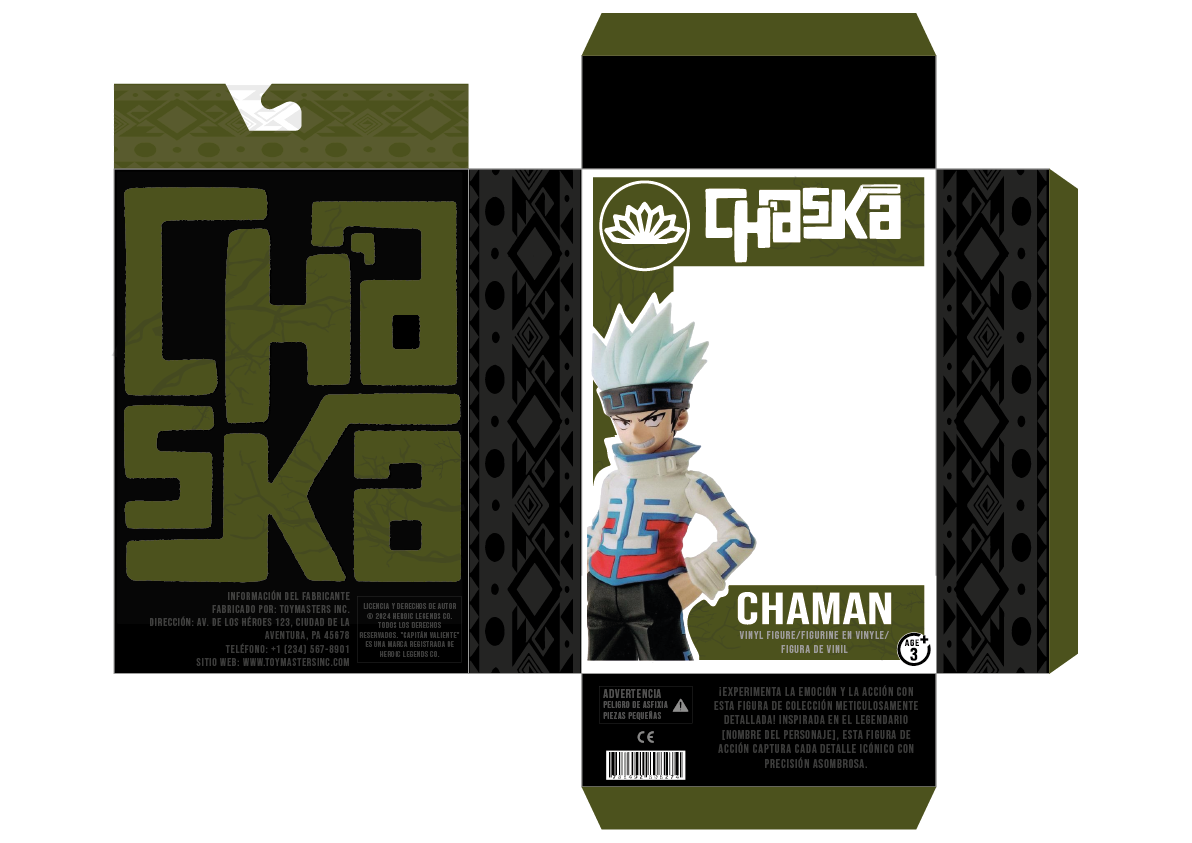 CHASKA
INFORMACIÓN DEL FABRICANTE
FABRICADO POR: TOYMASTERS INC.
DIRECCIÓN: AV. DE LOS HÉROES 123, CIUDAD DE LA
AVENTURA, PA 45678
TELÉFONO: +1 (234) 567-8901
SITIO WEB: WWW.TOYMASTERSINC.COM
LICENCIA Y DERECHOS DE AUTOR
© 2024 HEROIC LEGENDS CO.
TODOS LOS DERECHOS
RESERVADOS. "CAPITÁN VALIENTE"
ES UNA MARCA REGISTRADA DE
HEROIC LEGENDS CO.
CHASKA
CHAMAN
VINYL FIGURE/FIGURINE EN VINYLE/
FIGURA DE VINIL
AGE +
3
ADVERTENCIA
PELIGRO DE ASFIXIA
PIEZAS PEQUEÑAS
CE
¡EXPERIMENTA LA EMOCIÓN Y LA ACCIÓN CON
ESTA FIGURA DE COLECCIÓN METICULOSAMENTE
DETALLADA! INSPIRADA EN EL LEGENDARIO
[NOMBRE DEL PERSONAJE], ESTA FIGURA DE
ACCIÓN CAPTURA CADA DETALLE ICÓNICO CON
PRECISIÓN ASOMBROSA.